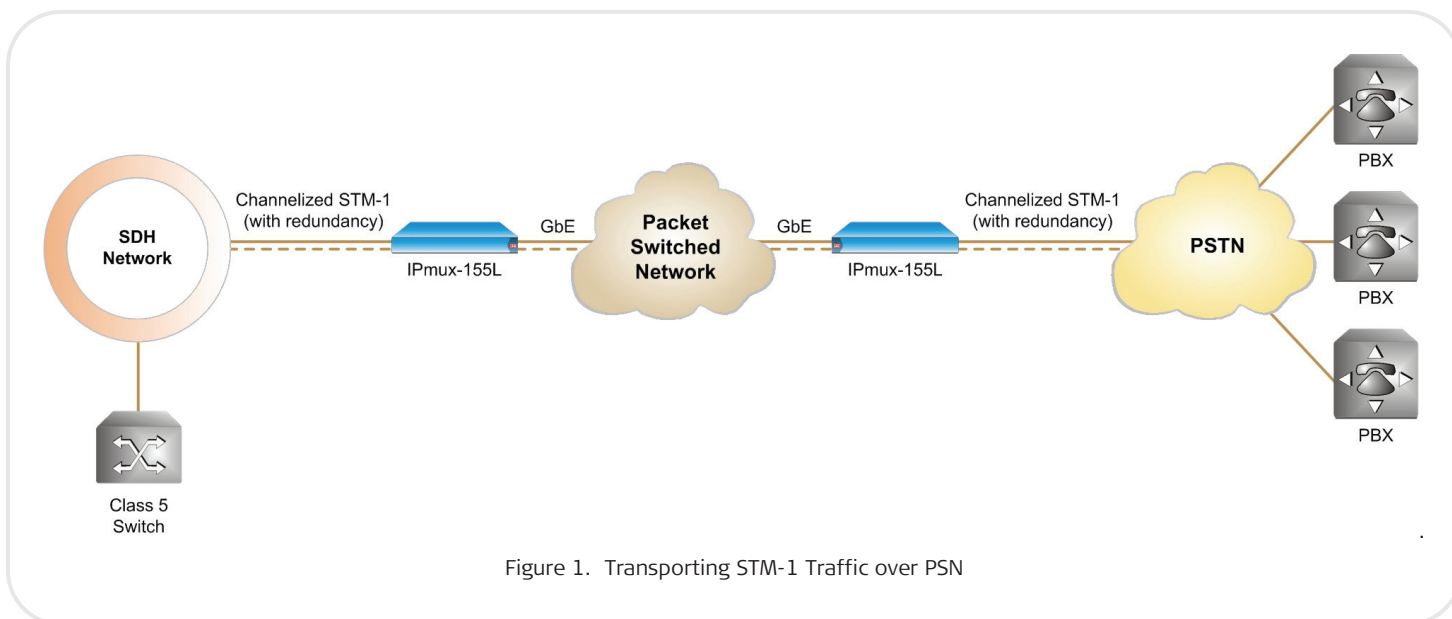 SDH
Network
Channelized STM-1
(with redundancy)
IPmux-155L
GbE
Packet
Switched
Network
GbE
IPmux-155L
Channelized STM-1
(with redundancy)
PSTN
PBX
PBX
PBX
Class 5
Switch
.
Figure 1. Transporting STM-1 Traffic over PSN